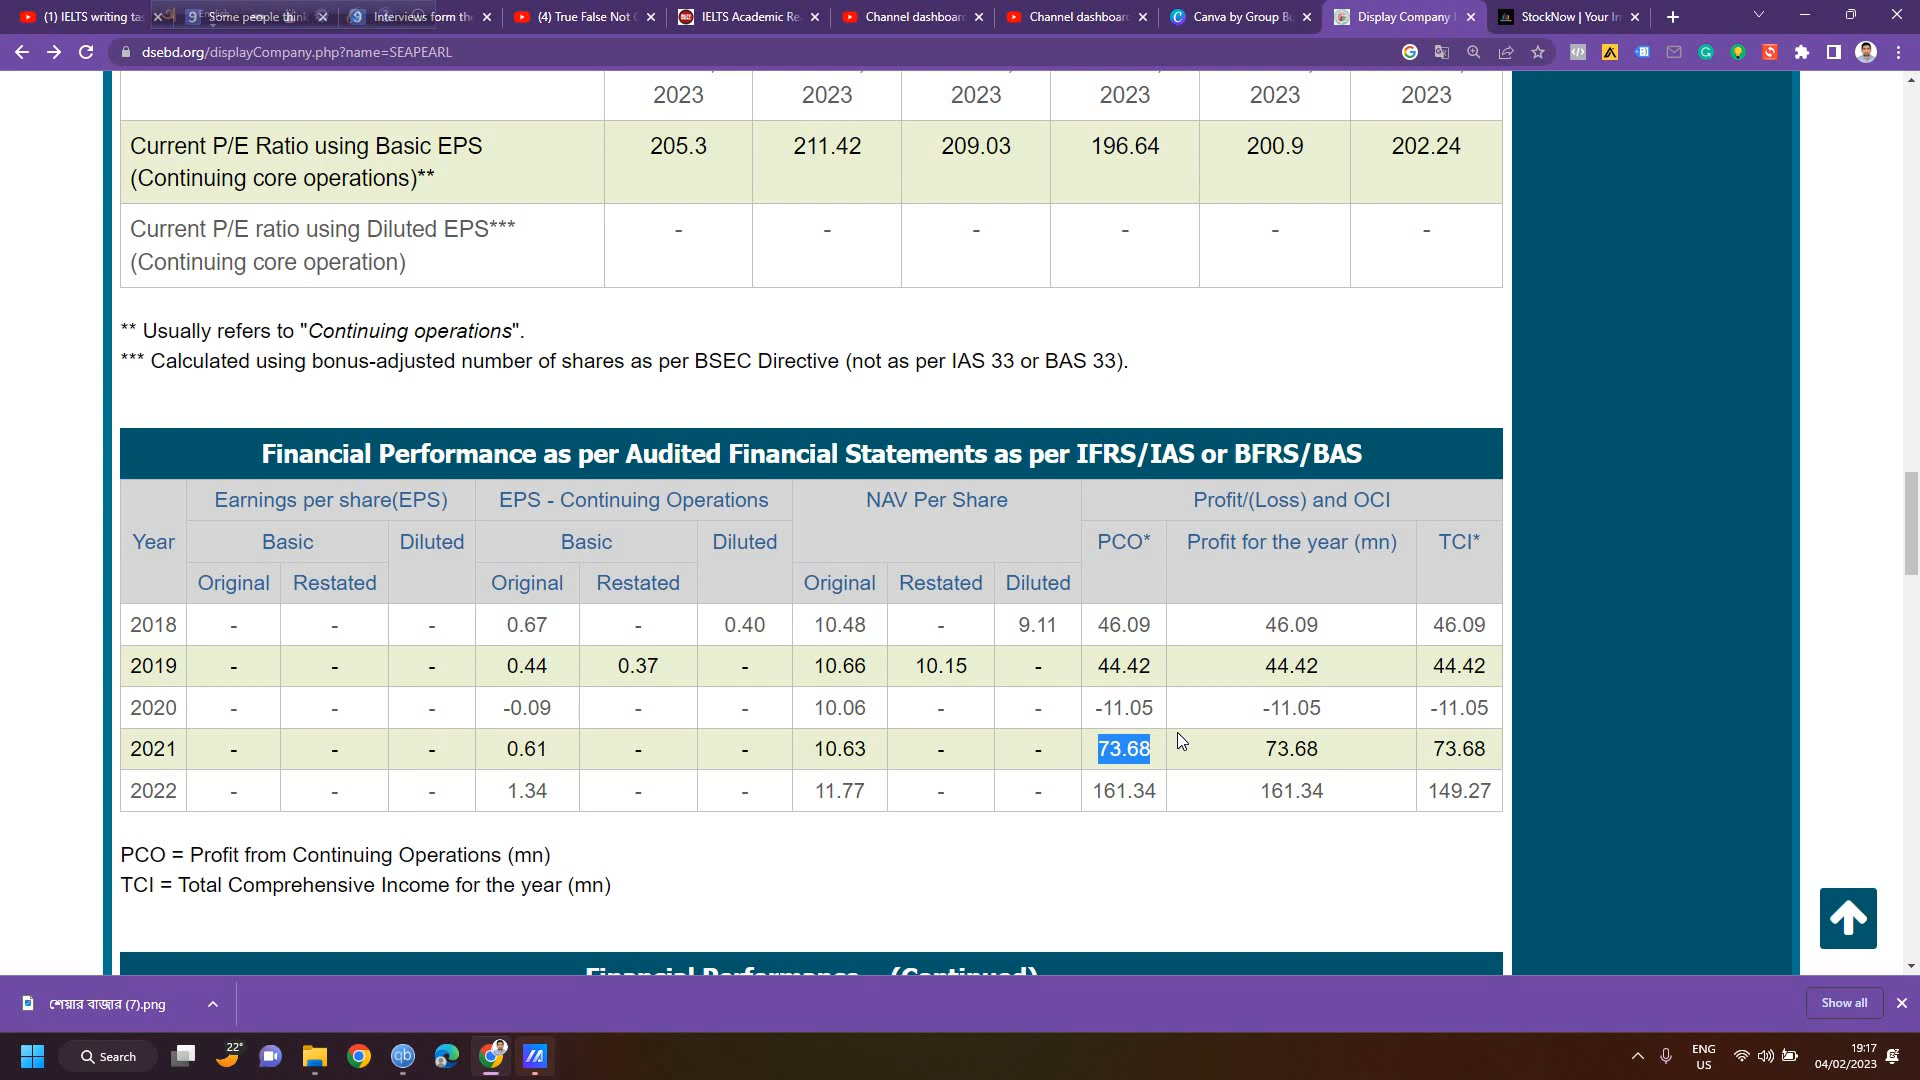 (1) IELTS writing ta
Some people thi
Interviews form the
(4) True False Not
IELTS Academic Re
Channel dashboard
Channel dashboard
Canva by Group B
Display Company
StockNow | Your In
dsebd.org/displayCompany.php?name=SEAPEARL
2023 2023 2023 2023 2023 2023
Current P/E Ratio using Basic EPS (Continuing core operations)** 205.3 211.42 209.03 196.64 200.9 202.24
Current P/E ratio using Diluted EPS*** (Continuing core operation) - - - - - -
** Usually refers to "Continuing operations".
*** Calculated using bonus-adjusted number of shares as per BSEC Directive (not as per IAS 33 or BAS 33).
Financial Performance as per Audited Financial Statements as per IFRS/IAS or BFRS/BAS
Year Earnings per share(EPS) EPS - Continuing Operations NAV Per Share Profit/(Loss) and OCI
Basic Diluted Basic Diluted PCO* Profit for the year (mn) TCI*
Original Restated Original Restated Original Restated Diluted
2018 - - - 0.67 - 0.40 10.48 - 9.11 46.09 46.09 46.09
2019 - - - 0.44 0.37 - 10.66 10.15 - 44.42 44.42 44.42
2020 - - - -0.09 - - 10.06 - - -11.05 -11.05 -11.05
2021 - - - 0.61 - - 10.63 - - 73.68 73.68 73.68
2022 - - - 1.34 - - 11.77 - - 161.34 161.34 149.27
PCO = Profit from Continuing Operations (mn)
TCI = Total Comprehensive Income for the year (mn)
Financial Performance... (Continued)
শেয়ার বাজার (7).png
Show all
22°
Search
ENG
US
19:17
04/02/2023